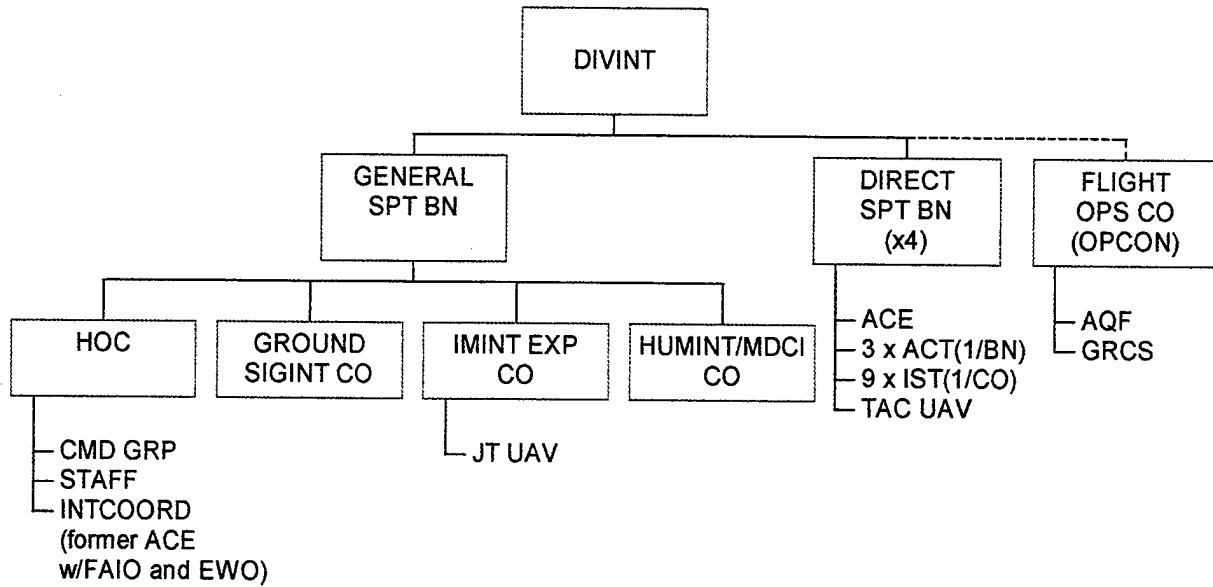 DIVINT
GENERAL
SPT BN
DIRECT
SPT BN
(x4)
FLIGHT
OPS CO
(OPCON)
HOC
GROUND
SIGINT CO
IMINT EXP
CO
HUMINT/MDCI
CO
CMD GRP
STAFF
INTCOORD
(former ACE
w/FAIO and EWO)
JT UAV
ACE
3 x ACT(1/BN)
9 x IST(1/CO)
TAC UAV
AQF
GRCS